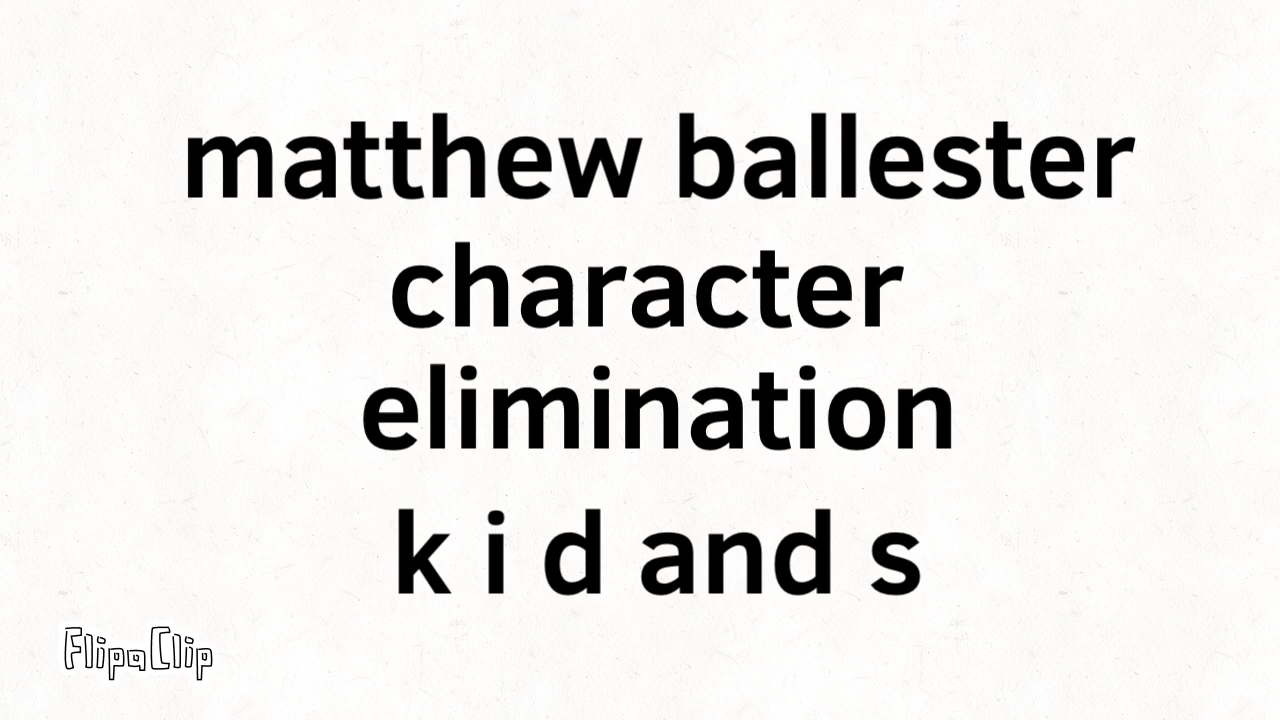 matthew ballester
character
elimination
k i d and s
FlipaClip